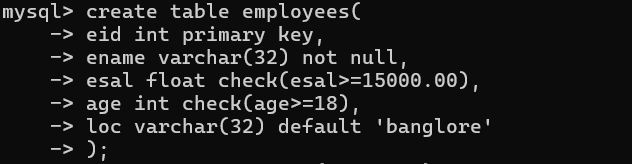 mysql> create table employees(
    -> eid int primary key,
    -> ename varchar(32) not null,
    -> esal float check(esal>=15000.00),
    -> age int check(age>=18),
    -> loc varchar(32) default 'banglore'
    -> );